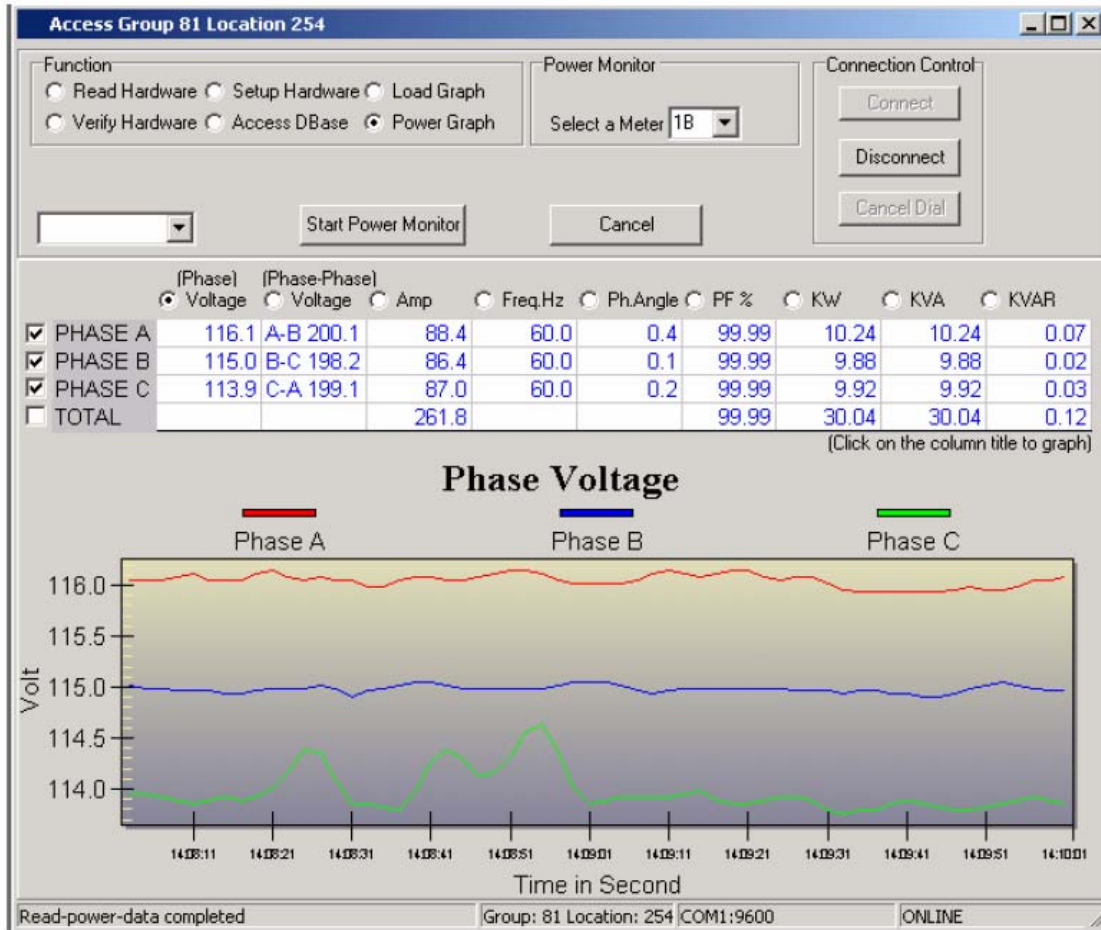 Access Group 81 Location 254
Function
Read Hardware Setup Hardware Load Graph
Verify Hardware Access DBase Power Graph
Power Monitor
Select a Meter 1B
Connection Control
Connect
Disconnect
Cancel Dial
Start Power Monitor
Cancel
(Phase) (Phase-Phase)
Voltage Voltage Amp Freq.Hz Ph.Angle PF % KW KVA KVAR
PHASE A 116.1 A-B 200.1 88.4 60.0 0.4 99.99 10.24 10.24 0.07
PHASE B 115.0 B-C 198.2 86.4 60.0 0.1 99.99 9.88 9.88 0.02
PHASE C 113.9 C-A 199.1 87.0 60.0 0.2 99.99 9.92 9.92 0.03
TOTAL 261.8 99.99 30.04 30.04 0.12
(Click on the column title to graph)
Phase Voltage
Phase A Phase B Phase C
Volt
116.0
115.5
115.0
114.5
114.0
14:08:11 14:08:21 14:08:31 14:08:41 14:08:51 14:09:01 14:09:11 14:09:21 14:09:31 14:09:41 14:09:51 14:10:01
Time in Second
Read-power-data completed Group: 81 Location: 254 COM1:9600 ONLINE